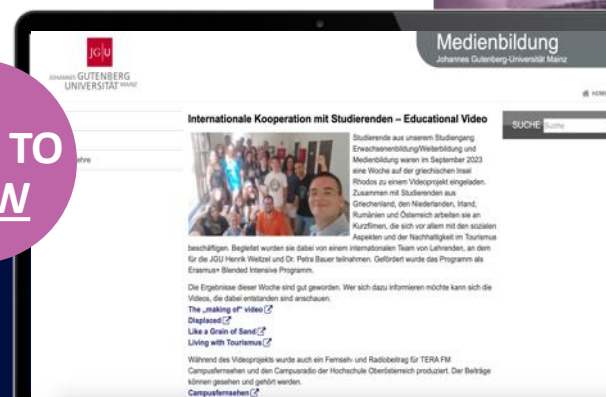 JG|U
JOHANNES GUTENBERG
UNIVERSITÄT MAINZ
Medienbildung
Johannes Gutenberg-Universität Mainz
HOME
SUCHE Suche
TO
W
Internationale Kooperation mit Studierenden – Educational Video
Studierende aus unserem Studiengang
Erwachsenenbildung/Weiterbildung und
Medienbildung waren im September 2023
eine Woche auf der griechischen Insel
Rhodos zu einem Videoprojekt eingeladen.
Zusammen mit Studierenden aus
Griechenland, den Niederlanden, Irland,
Rumänien und Österreich arbeiten sie an
Kurzfilmen, die sich vor allem mit den sozialen
Aspekten und der Nachhaltigkeit im Tourismus
beschäftigen. Begleitet wurden sie dabei von einem internationalen Team von Lehrenden, an dem
für die JGU Henrik Weitzel und Dr. Petra Bauer teilnahmen. Gefördert wurde das Programm als
Erasmus+ Blended Intensive Programm.
Die Ergebnisse dieser Woche sind gut geworden. Wer sich dazu informieren möchte kann sich die
Videos, die dabei entstanden sind anschauen.
The „making of" video
Displaced
Like a Grain of Sand
Living with Tourismus
Während des Videoprojekts wurde auch ein Fernseh- und Radiobeitrag für TERA FM
Campusfernsehen und den Campusradio der Hochschule Oberösterreich produziert. Der Beiträge
können gesehen und gehört werden.
Campusfernsehen